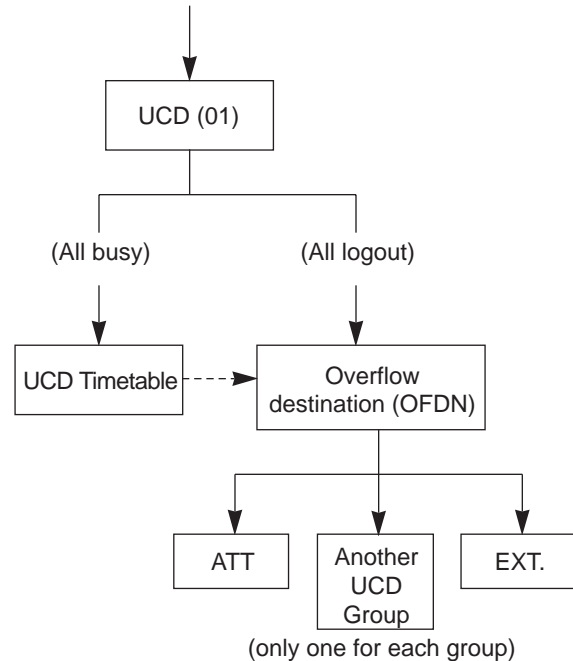 UCD (01)
(All busy)
(All logout)
UCD Timetable
Overflow
destination (OFDN)
ATT
Another
UCD
Group
EXT.
(only one for each group)